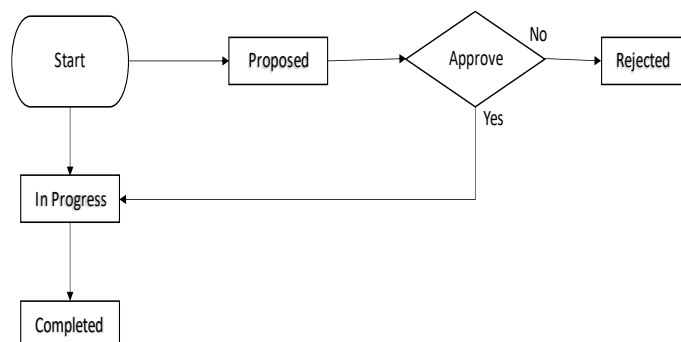 Start
Proposed
Approve
No
Rejected
Yes
In Progress
Completed